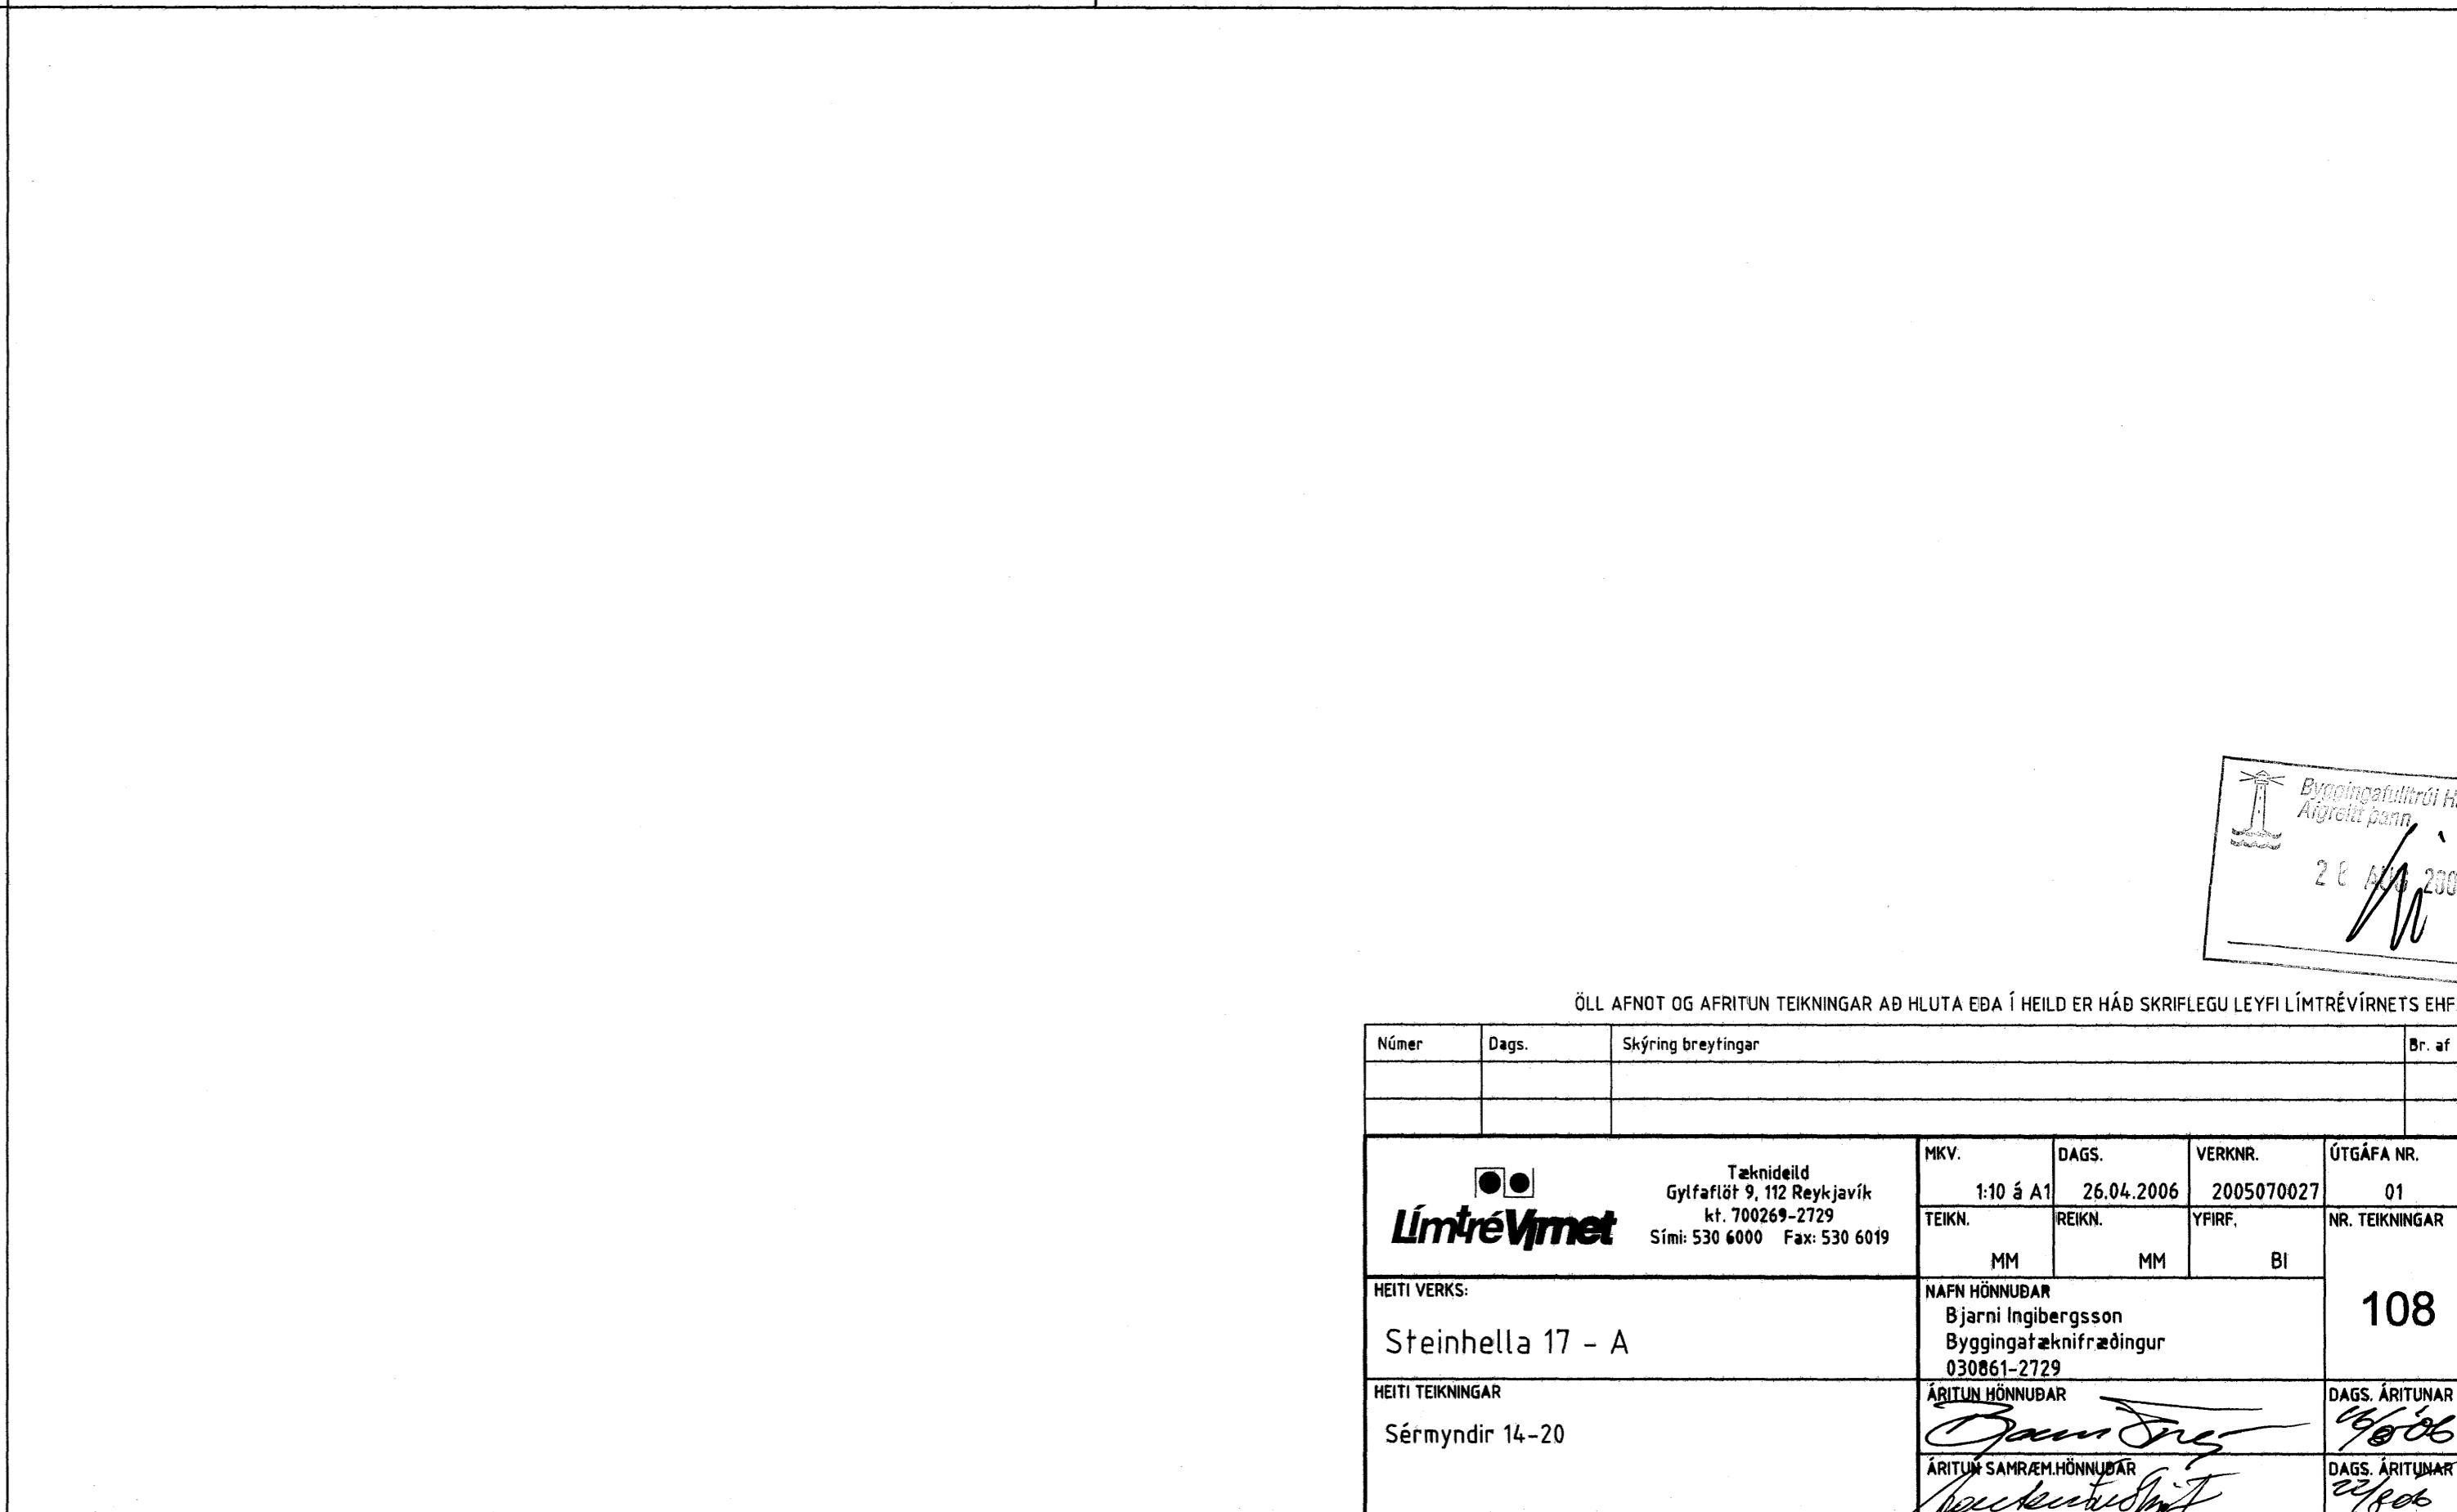 Byggingafulltrúi
Afgreitt þann
ÖLL AFNOT OG AFRITUN TEIKNINGAR AÐ HLUTA EÐA Í HEILD ER HÁÐ SKRIFLEGU LEYFI LÍMTRÉVÍRNETS EHF.
Númer Dags. Skýring breytingar Br. af
LímtréVírnet
Tæknideild
Gylfaflöt 9, 112 Reykjavík
kt. 700269-2729
Sími: 530 6000 Fax: 530 6019
MKV. DAGS. VERKNR. ÚTGÁFA NR.
1:10 á A1 26.04.2006 2005070027 01
TEIKN. REIKN. YFIRF. NR. TEIKNINGAR
MM MM BI
108
HEITI VERKS:
Steinhella 17 - A
NAFN HÖNNUÐAR
Bjarni Ingibergsson
Byggingatæknifræðingur
030861-2729
HEITI TEIKNINGAR
Sérmyndir 14-20
ÁRITUN HÖNNUÐAR DAGS. ÁRITUNAR
ÁRITUN SAMRÆM.HÖNNUÐAR DAGS. ÁRITUNAR